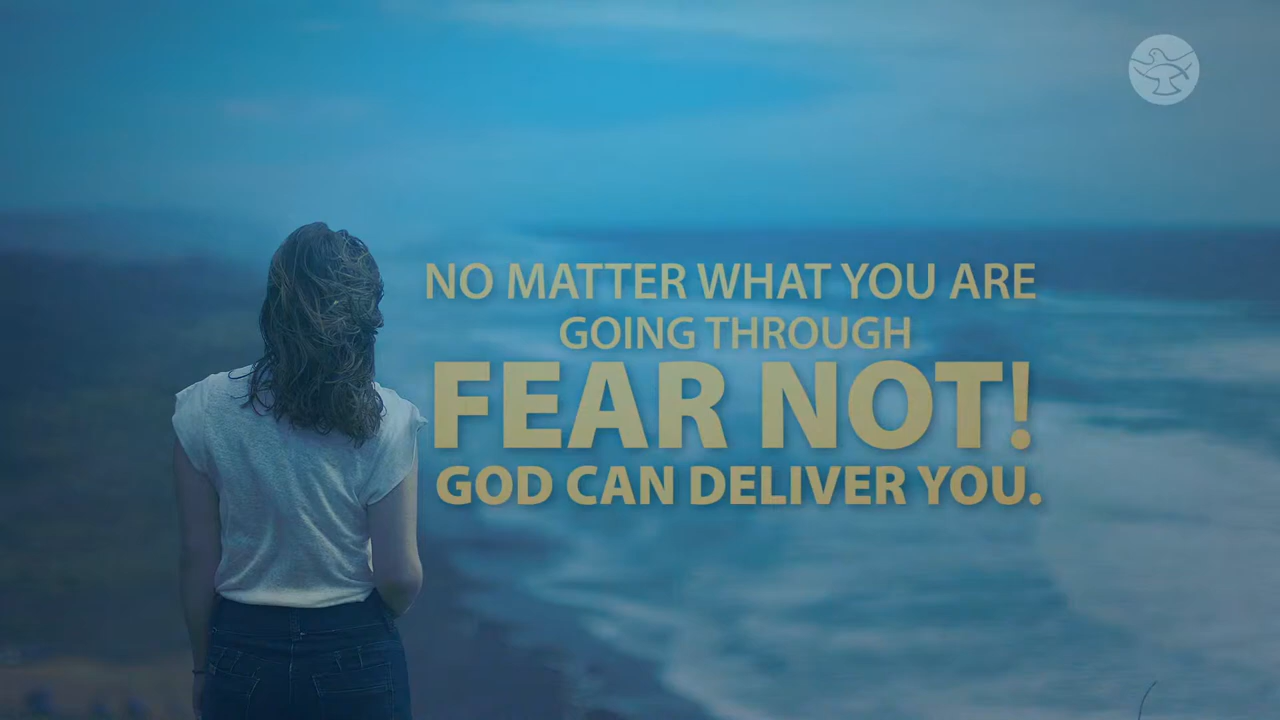 NO MATTER WHAT YOU ARE
GOING THROUGH
FEAR NOT!
GOD CAN DELIVER YOU.